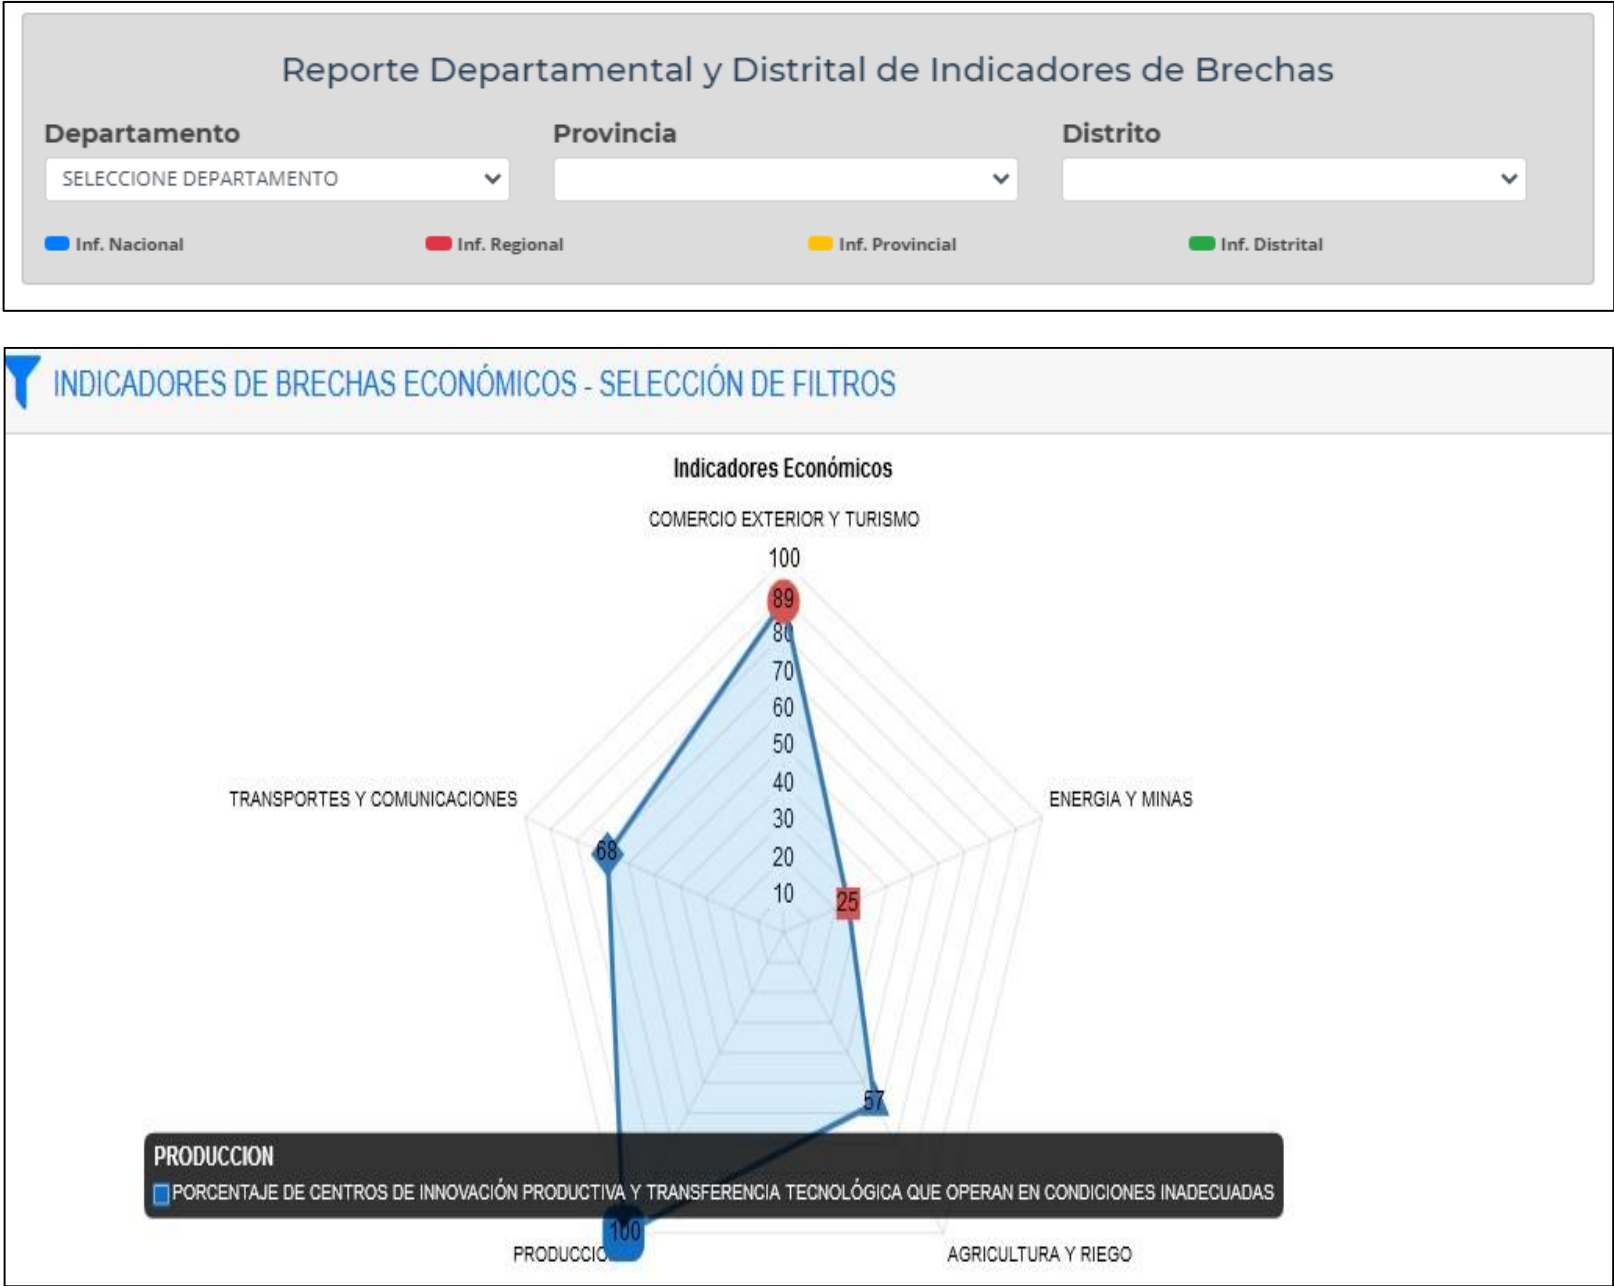 Reporte Departamental y Distrital de Indicadores de Brechas
Departamento Provincia Distrito
SELECCIONE DEPARTAMENTO
Inf. Nacional Inf. Regional Inf. Provincial Inf. Distrital
INDICADORES DE BRECHAS ECONÓMICOS - SELECCIÓN DE FILTROS
Indicadores Económicos
COMERCIO EXTERIOR Y TURISMO
100
89
80
70
60
50
40
TRANSPORTES Y COMUNICACIONES ENERGIA Y MINAS
30
68 20
10 25
57
PRODUCCION
PORCENTAJE DE CENTROS DE INNOVACIÓN PRODUCTIVA Y TRANSFERENCIA TECNOLÓGICA QUE OPERAN EN CONDICIONES INADECUADAS
100
PRODUCCIO AGRICULTURA Y RIEGO